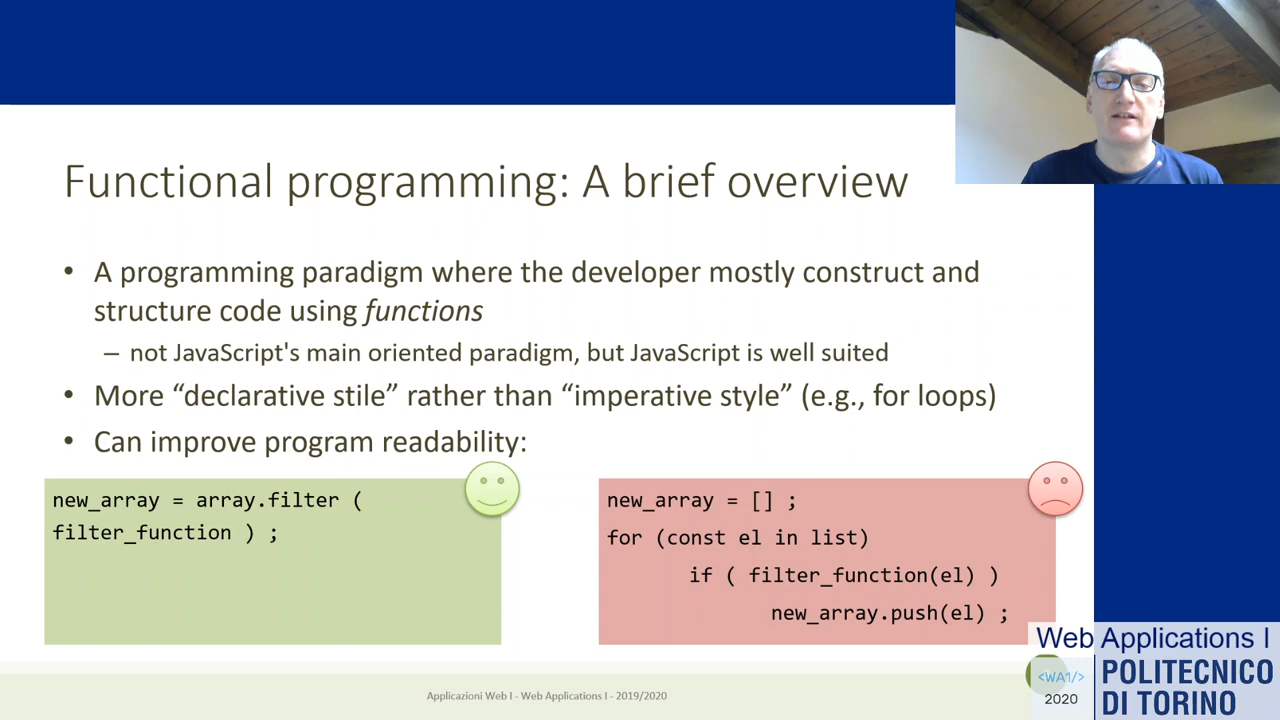 Functional programming: A brief overview
• A programming paradigm where the developer mostly construct and
structure code using functions
– not JavaScript's main oriented paradigm, but JavaScript is well suited
• More “declarative stile” rather than “imperative style” (e.g., for loops)
• Can improve program readability:
new_array = array.filter (
filter_function ) ;
new_array = [] ;
for (const el in list)
if ( filter_function(el) )
new_array.push(el) ;
Applicazioni Web I - Web Applications I - 2019/2020
Web Applications I
<WA1/>
2020
POLITECNICO
DI TORINO